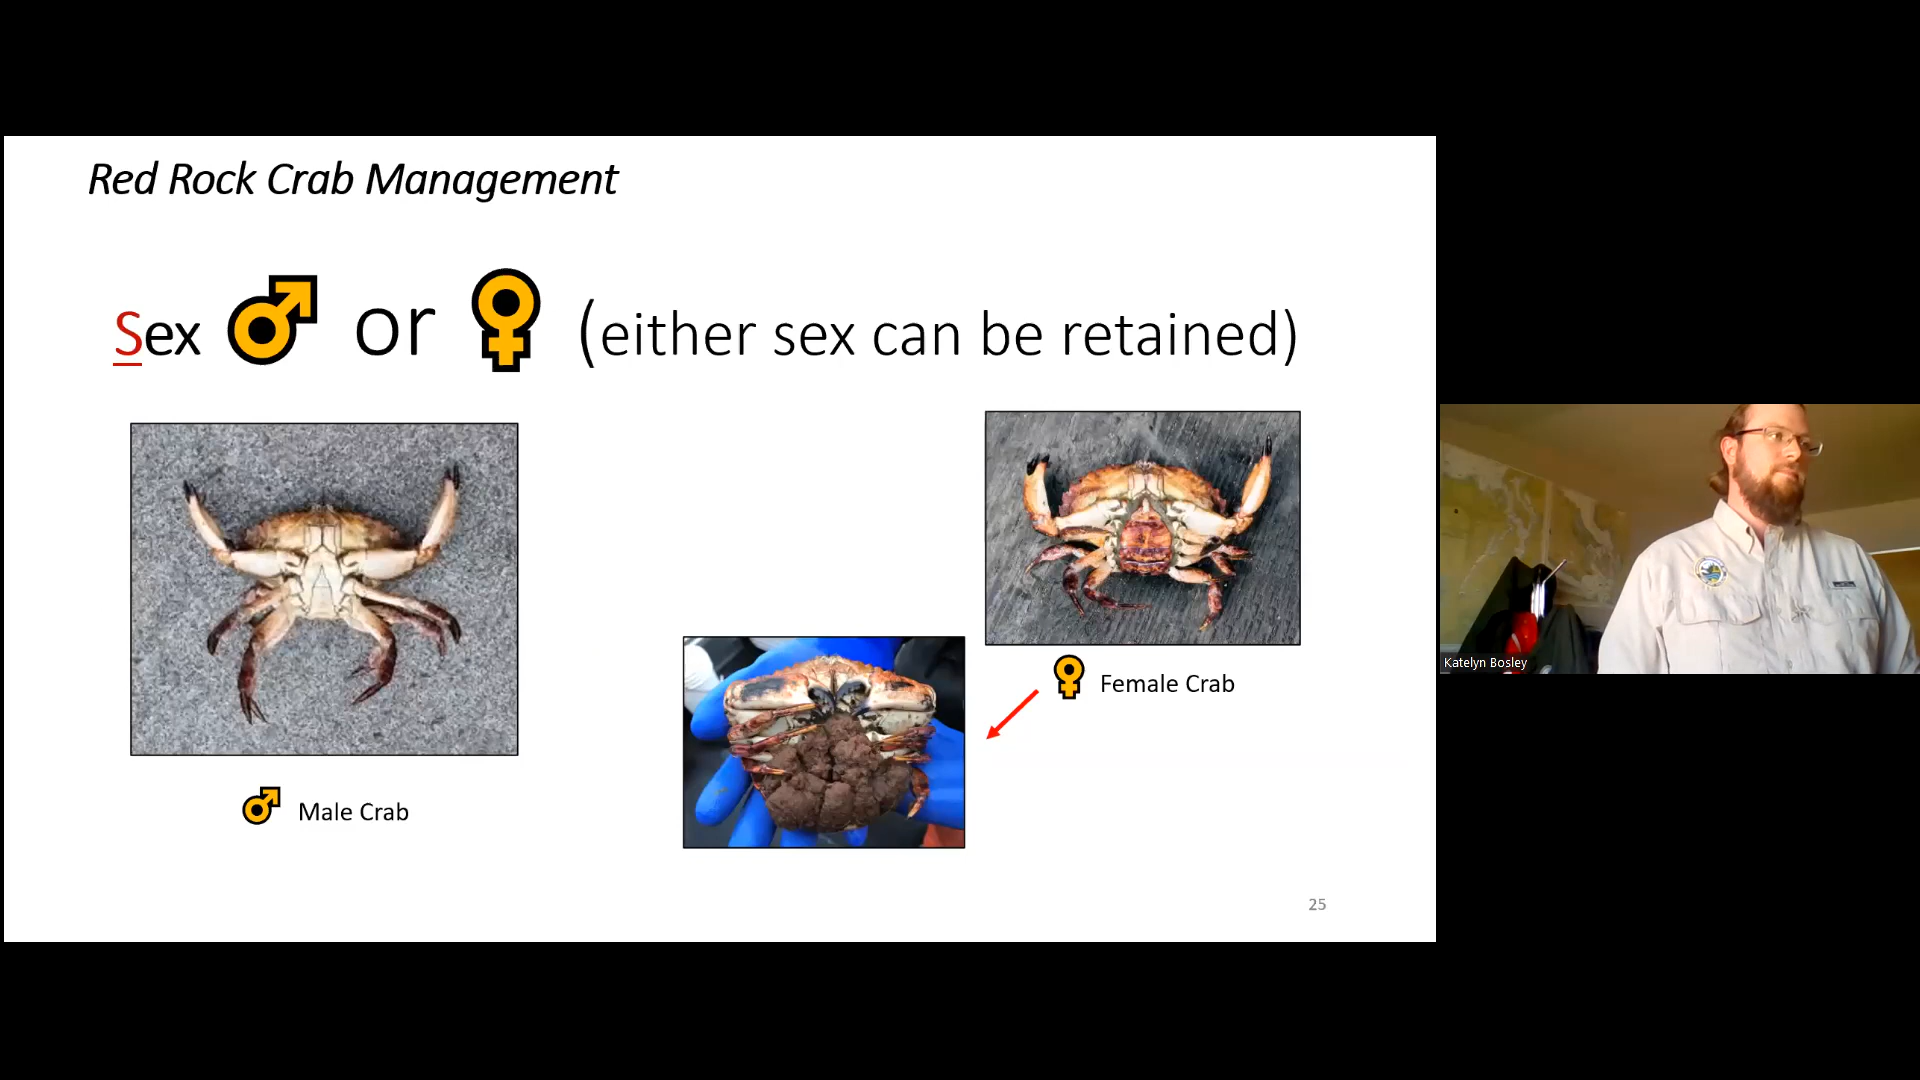 Red Rock Crab Management
Sex ♂ or ♀ (either sex can be retained)
♀ Female Crab
♂ Male Crab
25
Katelyn Bosley